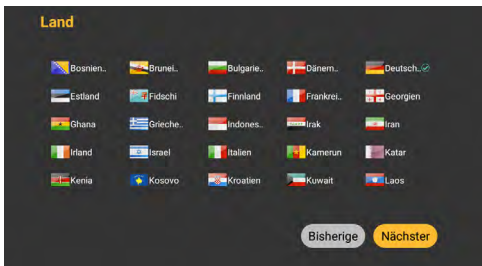 Land
Bosnien.. Brunei.. Bulgarie.. Dänem.. Deutsch..
Estland Fidschi Finnland Frankrei.. Georgien
Ghana Grieche.. Indones.. Irak Iran
Irland Israel Italien Kamerun Katar
Kenia Kosovo Kroatien Kuwait Laos
Bisherige Nächster